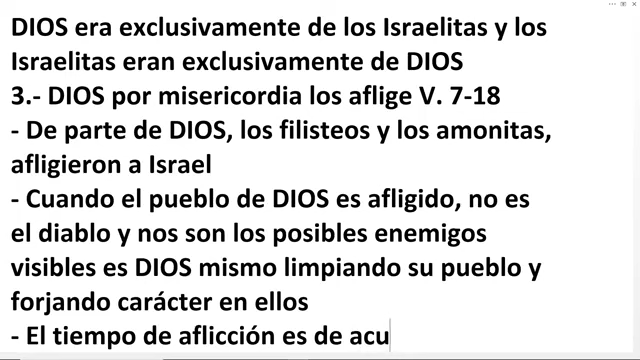 DIOS era exclusivamente de los Israelitas y los
Israelitas eran exclusivamente de DIOS
3.- DIOS por misericordia los aflige V. 7-18
- De parte de DIOS, los filisteos y los amonitas,
afligieron a Israel
- Cuando el pueblo de DIOS es afligido, no es
el diablo y nos son los posibles enemigos
visibles es DIOS mismo limpiando su pueblo y
forjando carácter en ellos
- El tiempo de aflicción es de acu